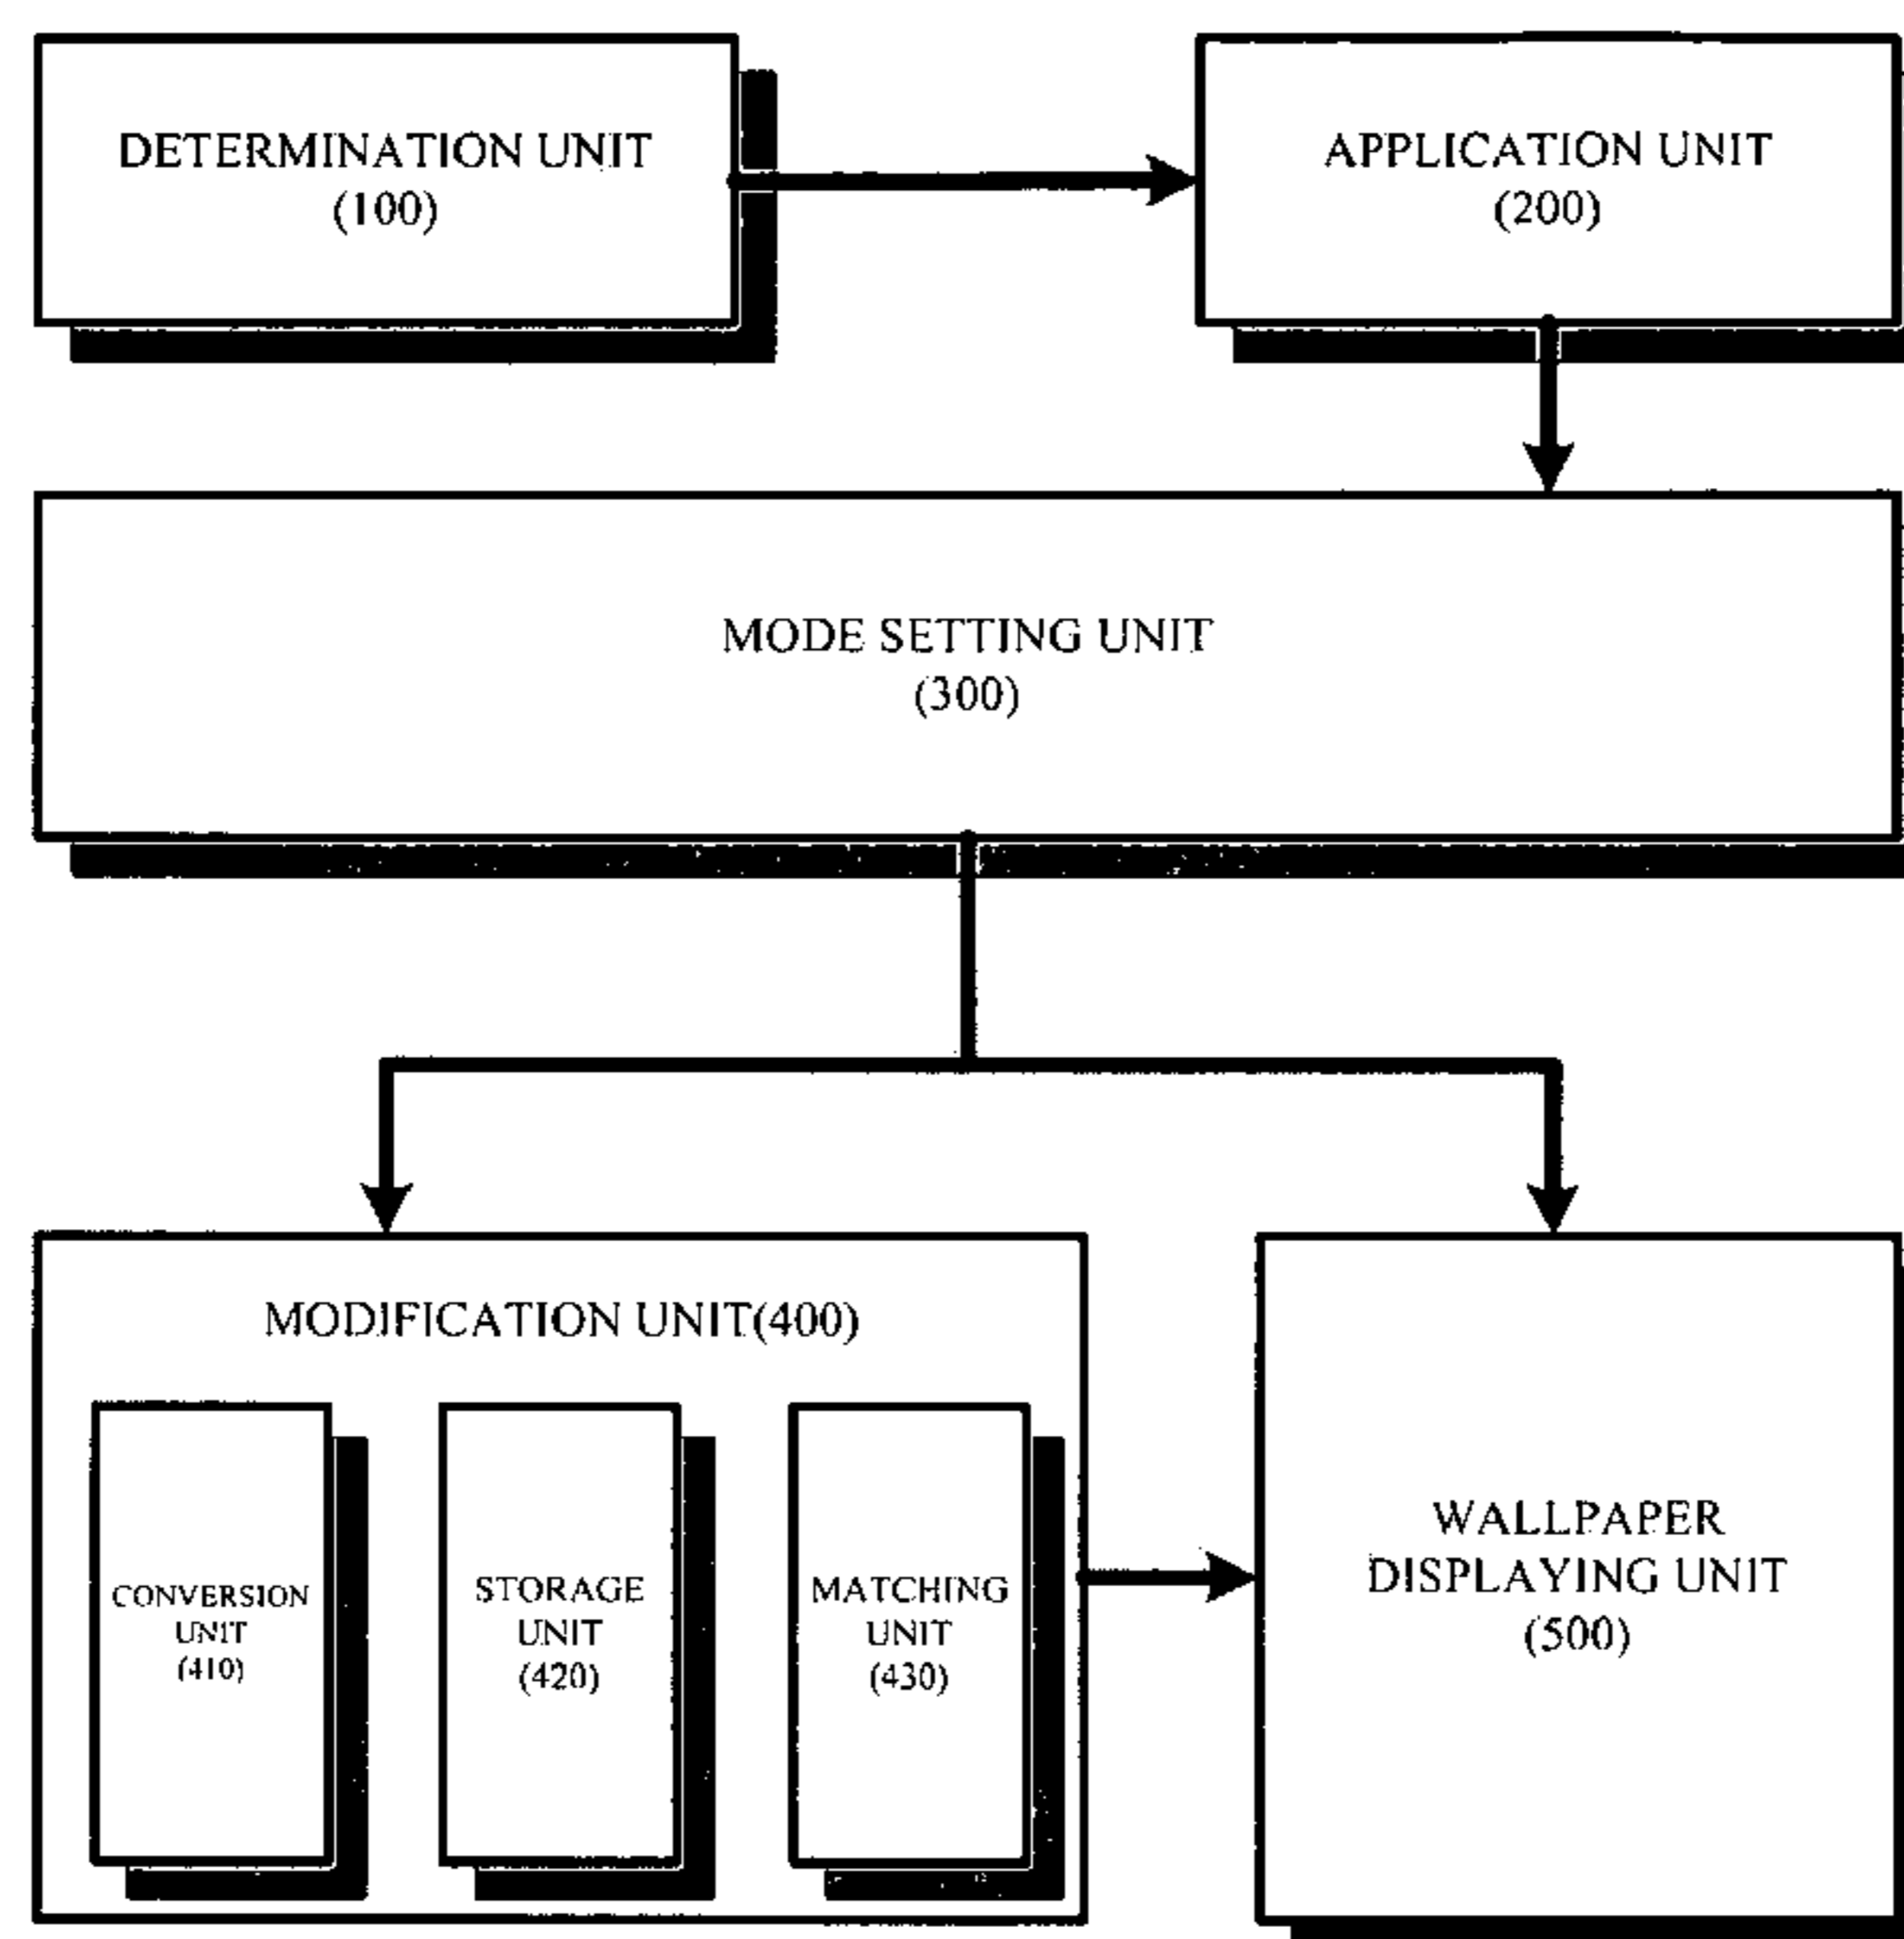 DETERMINATION UNIT
(100)
APPLICATION UNIT
(200)
MODE SETTING UNIT
(300)
MODIFICATION UNIT(400)
CONVERSION
UNIT
(410)
STORAGE
UNIT
(420)
MATCHING
UNIT
(430)
WALLPAPER
DISPLAYING UNIT
(500)